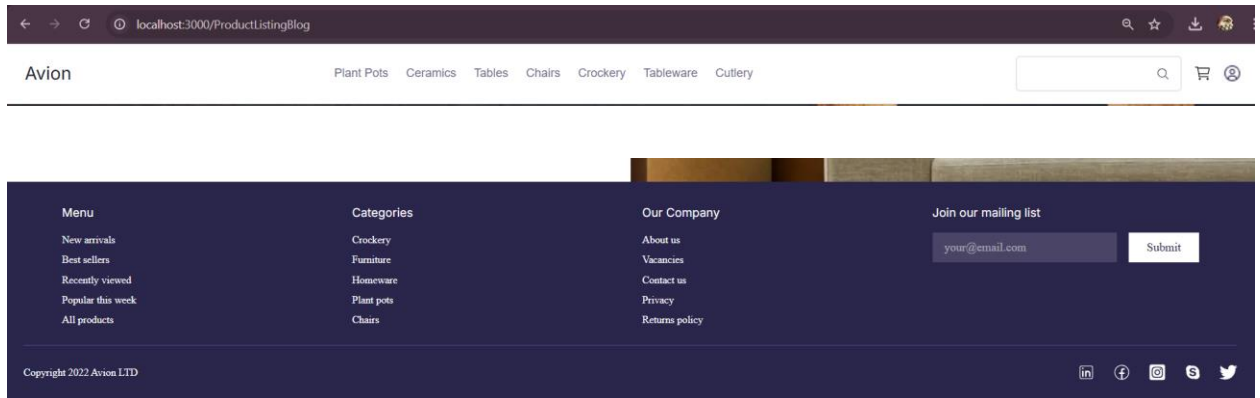 localhost:3000/ProductListingBlog
Avion Plant Pots Ceramics Tables Chairs Crockery Tableware Cutlery
Menu Categories Our Company Join our mailing list
New arrivals Crockery About us your@email.com Submit
Best sellers Furniture Vacancies
Recently viewed Homeware Contact us
Popular this week Plant pots Privacy
All products Chairs Returns policy
Copyright 2022 Avion LTD in f S